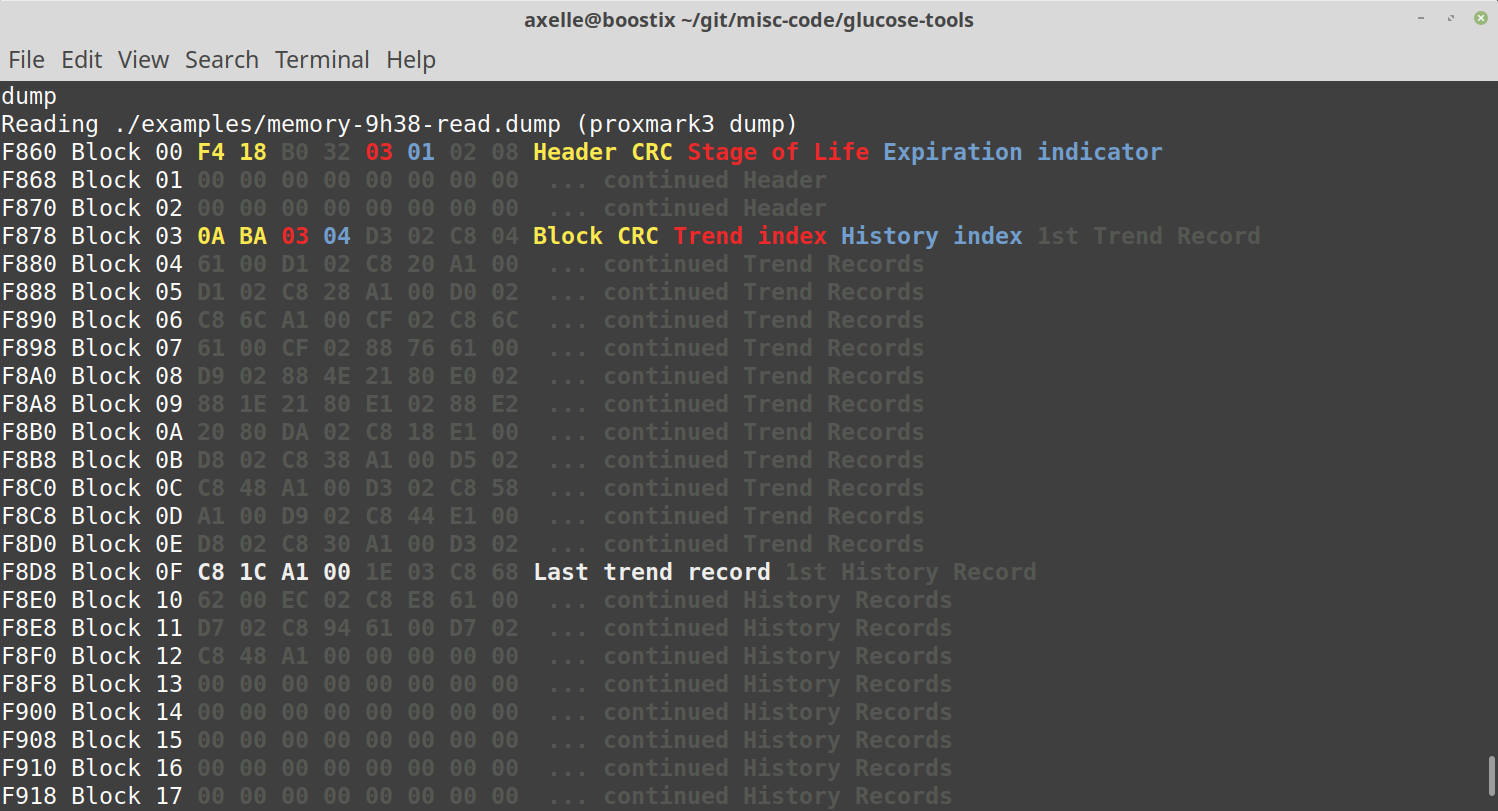 axelle@boostix ~/git/misc-code/glucose-tools
File Edit View Search Terminal Help
dump
Reading ./examples/memory-9h38-read.dump (proxmark3 dump)
F860 Block 00 F4 18 B0 32 03 01 02 08 Header CRC Stage of Life Expiration indicator
F868 Block 01 00 00 00 00 00 00 00 00 ... continued Header
F870 Block 02 00 00 00 00 00 00 00 00 ... continued Header
F878 Block 03 0A BA 03 04 D3 02 C8 04 Block CRC Trend index History index 1st Trend Record
F880 Block 04 61 00 D1 02 C8 20 A1 00 ... continued Trend Records
F888 Block 05 D1 02 C8 28 A1 00 D0 02 ... continued Trend Records
F890 Block 06 C8 6C A1 00 CF 02 C8 6C ... continued Trend Records
F898 Block 07 61 00 CF 02 88 76 61 00 ... continued Trend Records
F8A0 Block 08 D9 02 88 4E 21 80 E0 02 ... continued Trend Records
F8A8 Block 09 88 1E 21 80 E1 02 88 E2 ... continued Trend Records
F8B0 Block 0A 20 80 DA 02 C8 18 E1 00 ... continued Trend Records
F8B8 Block 0B D8 02 C8 38 A1 00 D5 02 ... continued Trend Records
F8C0 Block 0C C8 48 A1 00 D3 02 C8 58 ... continued Trend Records
F8C8 Block 0D A1 00 D9 02 C8 44 E1 00 ... continued Trend Records
F8D0 Block 0E D8 02 C8 30 A1 00 D3 02 ... continued Trend Records
F8D8 Block 0F C8 1C A1 00 1E 03 C8 68 Last trend record 1st History Record
F8E0 Block 10 62 00 EC 02 C8 E8 61 00 ... continued History Records
F8E8 Block 11 D7 02 C8 94 61 00 D7 02 ... continued History Records
F8F0 Block 12 C8 48 A1 00 00 00 00 00 ... continued History Records
F8F8 Block 13 00 00 00 00 00 00 00 00 ... continued History Records
F900 Block 14 00 00 00 00 00 00 00 00 ... continued History Records
F908 Block 15 00 00 00 00 00 00 00 00 ... continued History Records
F910 Block 16 00 00 00 00 00 00 00 00 ... continued History Records
F918 Block 17 00 00 00 00 00 00 00 00 ... continued History Records